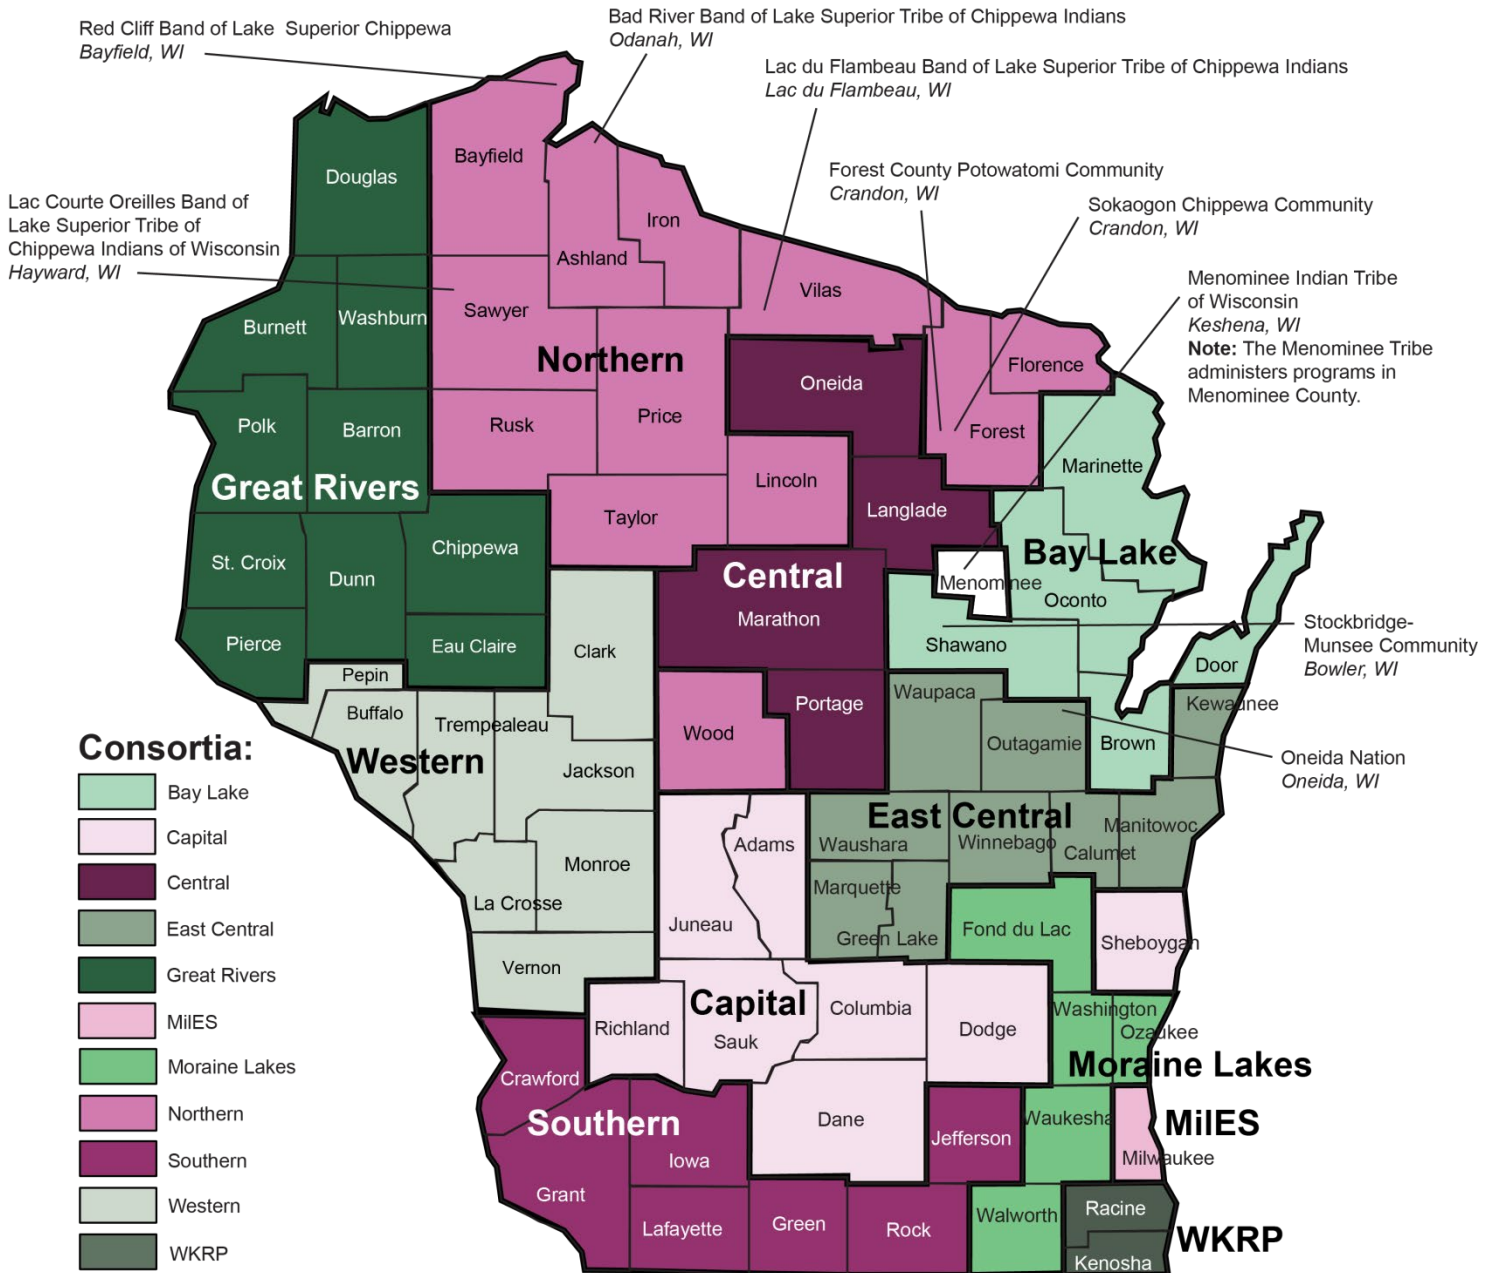 Red Cliff Band of Lake Superior Chippewa
Bayfield, WI
Bad River Band of Lake Superior Tribe of Chippewa Indians
Odanah, WI
Lac du Flambeau Band of Lake Superior Tribe of Chippewa Indians
Lac du Flambeau, WI
Forest County Potowatomi Community
Crandon, WI
Sokaogon Chippewa Community
Crandon, WI
Lac Courte Oreilles Band of
Lake Superior Tribe of
Chippewa Indians of Wisconsin
Hayward, WI
Menominee Indian Tribe
of Wisconsin
Keshena, WI
Note: The Menominee Tribe
administers programs in
Menominee County.
Stockbridge-
Munsee Community
Bowler, WI
Oneida Nation
Oneida, WI
Douglas
Bayfield
Iron
Ashland
Vilas
Burnett
Washburn
Sawyer
Northern
Florence
Oneida
Polk
Barron
Rusk
Price
Forest
Great Rivers
Marinette
Lincoln
Taylor
Langlade
St. Croix
Dunn
Chippewa
Central
Bay Lake
Menominee
Oconto
Marathon
Pierce
Eau Claire
Clark
Shawano
Door
Pepin
Waupaca
Portage
Kewaunee
Buffalo
Trempealeau
Wood
Outagamie
Brown
Western
Jackson
East Central
Adams
Waushara
Winnebago
Manitowoc
Calumet
Monroe
Marquette
La Crosse
Juneau
Green Lake
Fond du Lac
Sheboygan
Vernon
Capital
Columbia
Washington
Richland
Sauk
Dodge
Ozaukee
Moraine Lakes
Crawford
Southern
Dane
Waukesha
MilES
Jefferson
Milwaukee
Iowa
Grant
Lafayette
Green
Rock
Walworth
Racine
WKRP
Kenosha
Consortia:
Bay Lake
Capital
Central
East Central
Great Rivers
MilES
Moraine Lakes
Northern
Southern
Western
WKRP